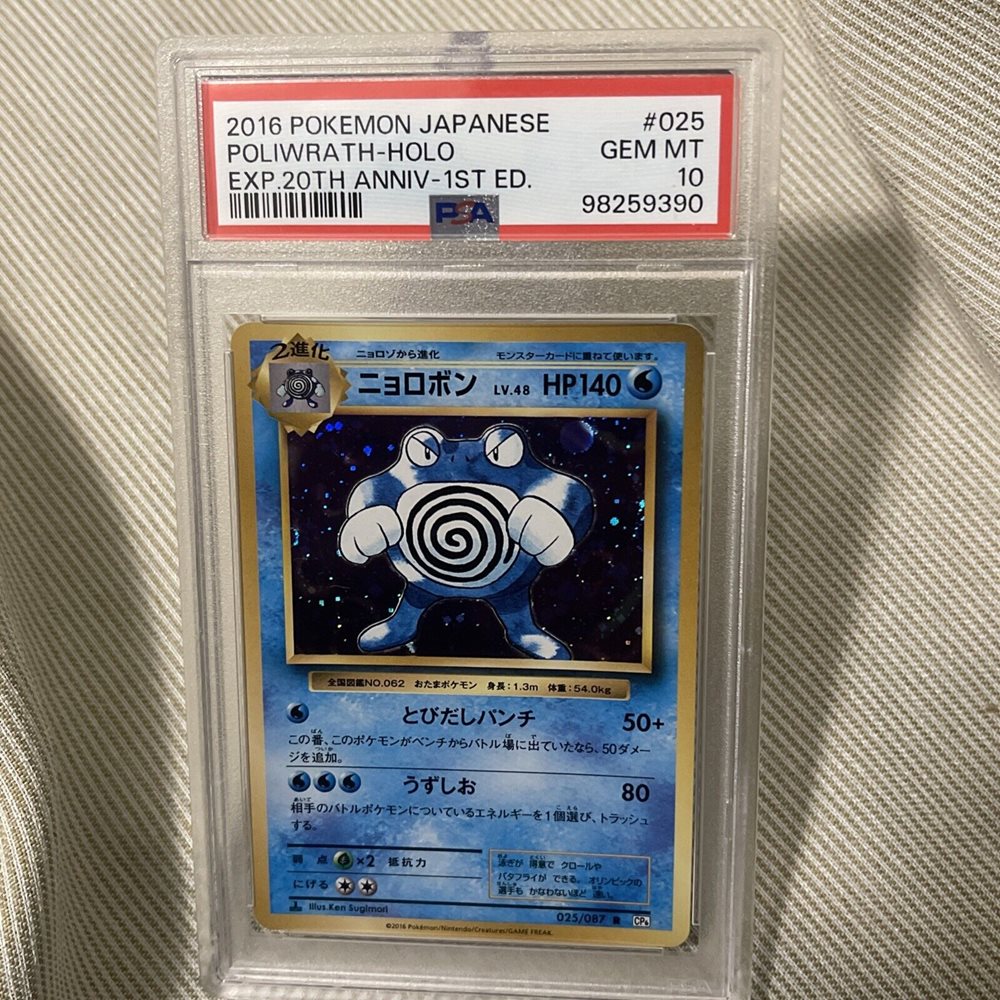 2016 POKEMON JAPANESE #025
POLIWRATH-HOLO GEM MT
EXP.20TH ANNIV-1ST ED. 10
PSA 98259390
2進化 ニョロゾから進化 モンスターカードに重ねて使います。
ニョロボン LV.48 HP140
全国図鑑NO.062 おたまポケモン 身長:1.3m 体重:54.0kg
とびだしパンチ 50+
この番、このポケモンがベンチからバトル場に出ていたなら、50ダメー
ジを追加。
うずしお 80
相手のバトルポケモンについているエネルギーを1個選び、トラッシュ
する。
弱点 ×2 抵抗力
にげる
泳ぎが 得意で クロールや
バタフライが できる。オリンピックの
選手も かなわないほど 速い。
1 Illus.Ken Sugimori
025/087 R CP6
©2016 Pokémon/Nintendo/Creatures/GAME FREAK.